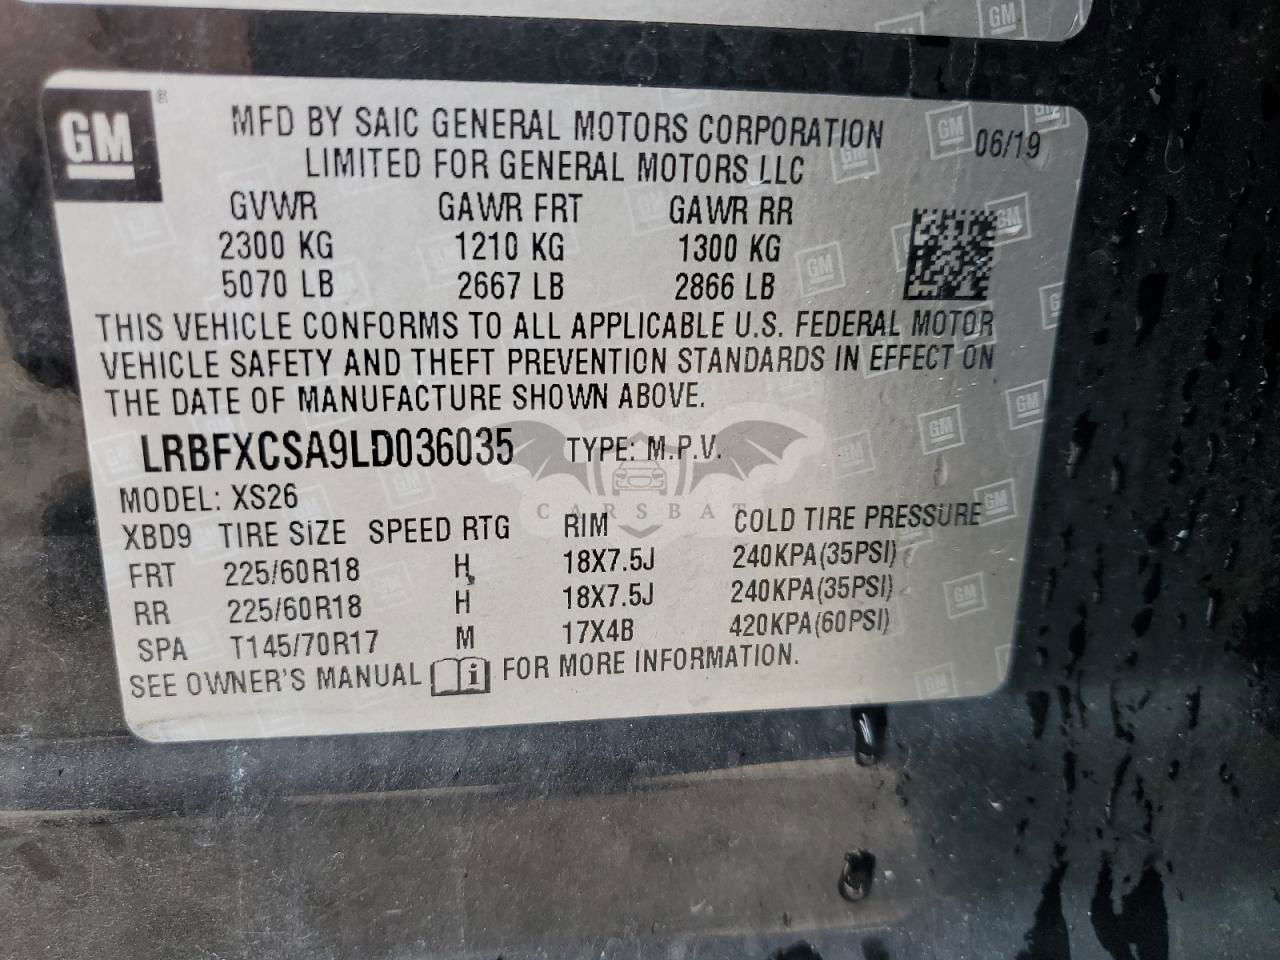 GM
MFD BY SAIC GENERAL MOTORS CORPORATION
LIMITED FOR GENERAL MOTORS LLC
06/19
GVWR GAWR FRT GAWR RR
2300 KG 1210 KG 1300 KG
5070 LB 2667 LB 2866 LB
THIS VEHICLE CONFORMS TO ALL APPLICABLE U.S. FEDERAL MOTOR
VEHICLE SAFETY AND THEFT PREVENTION STANDARDS IN EFFECT ON
THE DATE OF MANUFACTURE SHOWN ABOVE.
LRBFXCSA9LD036035 TYPE: M.P.V.
CARSBAT
MODEL: XS26
XBD9 TIRE SIZE SPEED RTG RIM COLD TIRE PRESSURE
FRT 225/60R18 H 18X7.5J 240KPA(35PSI)
RR 225/60R18 H 18X7.5J 240KPA(35PSI)
SPA T145/70R17 M 17X4B 420KPA(60PSI)
SEE OWNER'S MANUAL i FOR MORE INFORMATION.